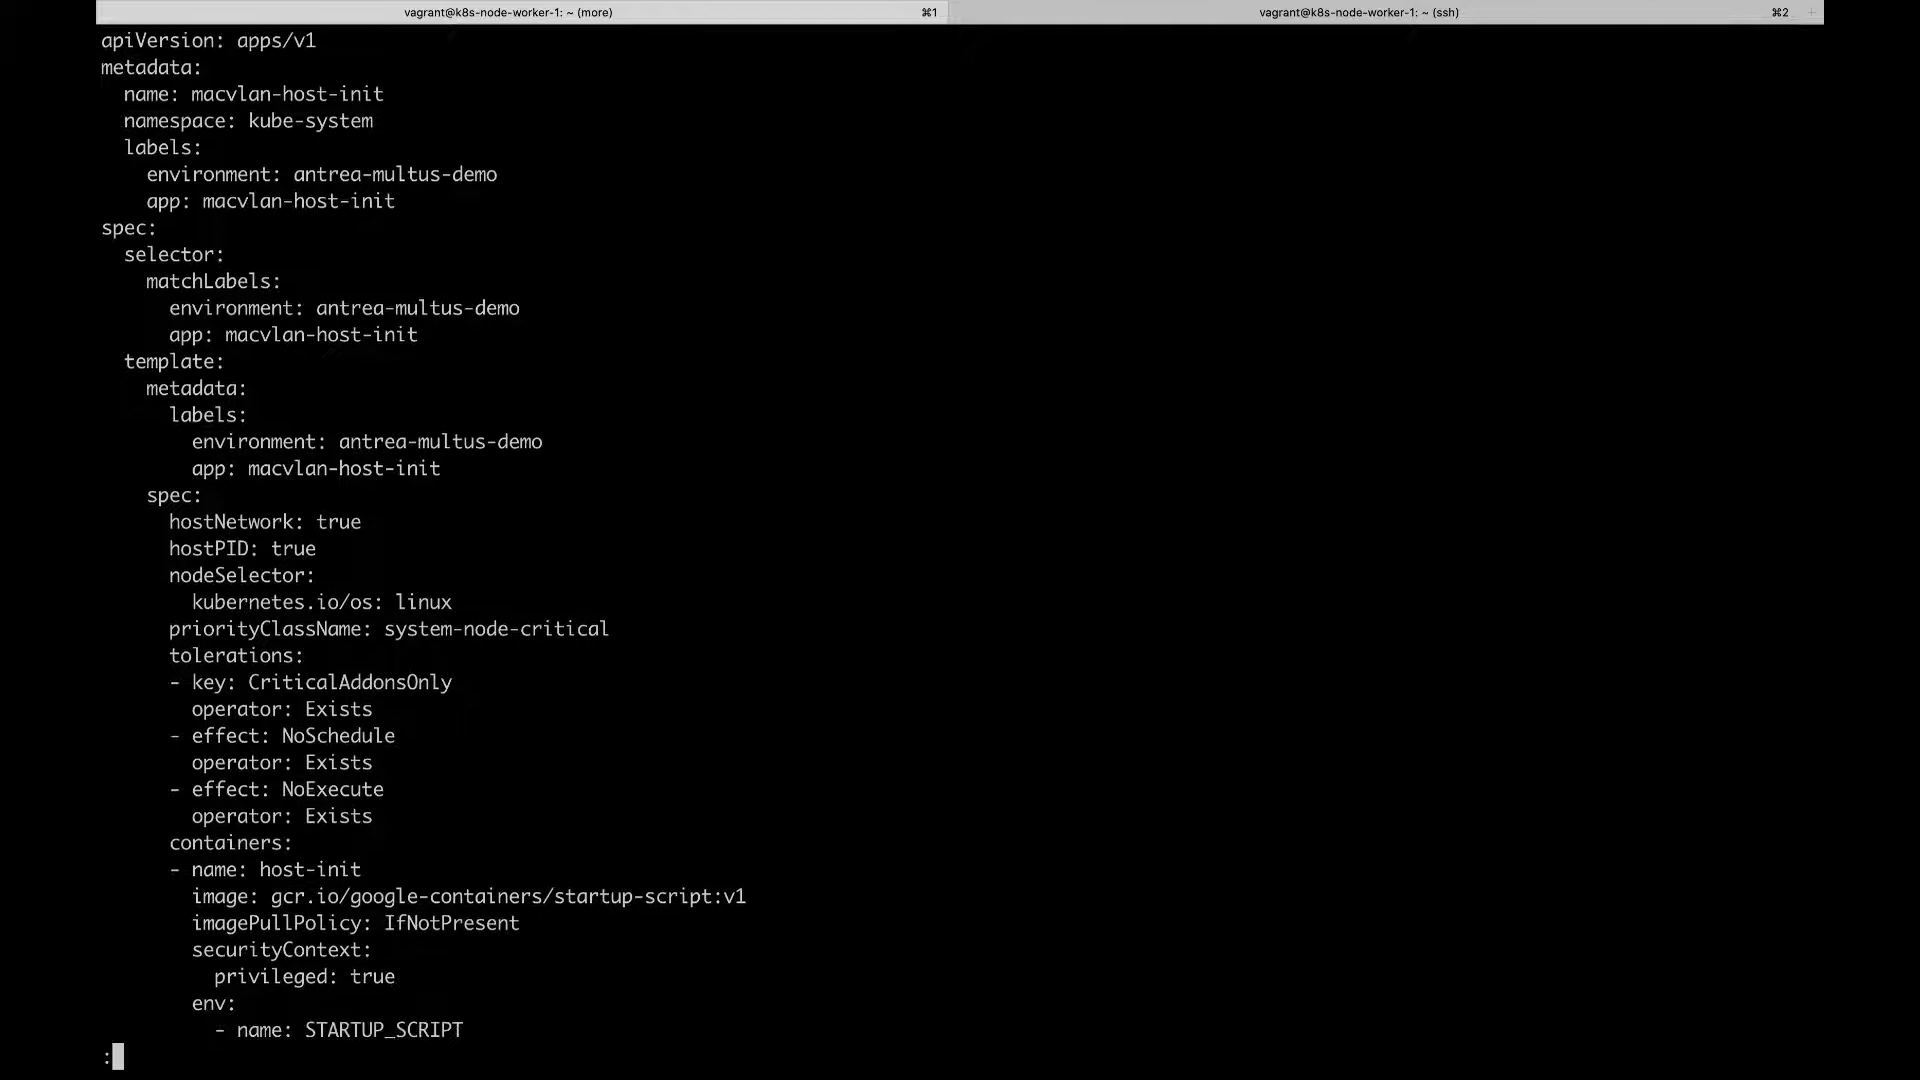 vagrant@k8s-node-worker-1: ~ (more) ⌘1 vagrant@k8s-node-worker-1: ~ (ssh) ⌘2 +
apiVersion: apps/v1
metadata:
  name: macvlan-host-init
  namespace: kube-system
  labels:
    environment: antrea-multus-demo
    app: macvlan-host-init
spec:
  selector:
    matchLabels:
      environment: antrea-multus-demo
      app: macvlan-host-init
  template:
    metadata:
      labels:
        environment: antrea-multus-demo
        app: macvlan-host-init
    spec:
      hostNetwork: true
      hostPID: true
      nodeSelector:
        kubernetes.io/os: linux
      priorityClassName: system-node-critical
      tolerations:
      - key: CriticalAddonsOnly
        operator: Exists
      - effect: NoSchedule
        operator: Exists
      - effect: NoExecute
        operator: Exists
      containers:
      - name: host-init
        image: gcr.io/google-containers/startup-script:v1
        imagePullPolicy: IfNotPresent
        securityContext:
          privileged: true
        env:
          - name: STARTUP_SCRIPT
: